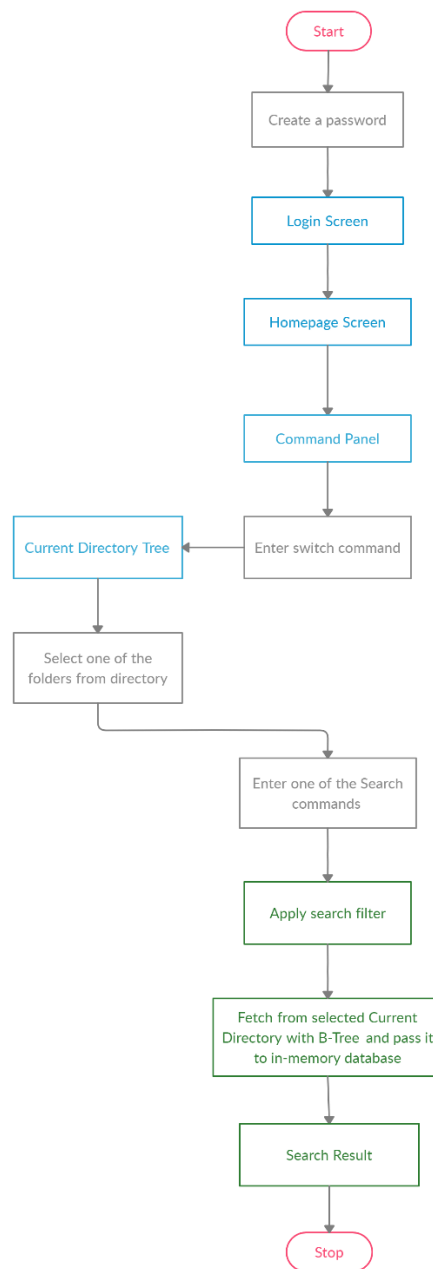 Start
Create a password
Login Screen
Homepage Screen
Command Panel
Current Directory Tree
Enter switch command
Select one of the
folders from directory
Enter one of the Search
commands
Apply search filter
Fetch from selected Current
Directory with B-Tree and pass it
to in-memory database
Search Result
Stop